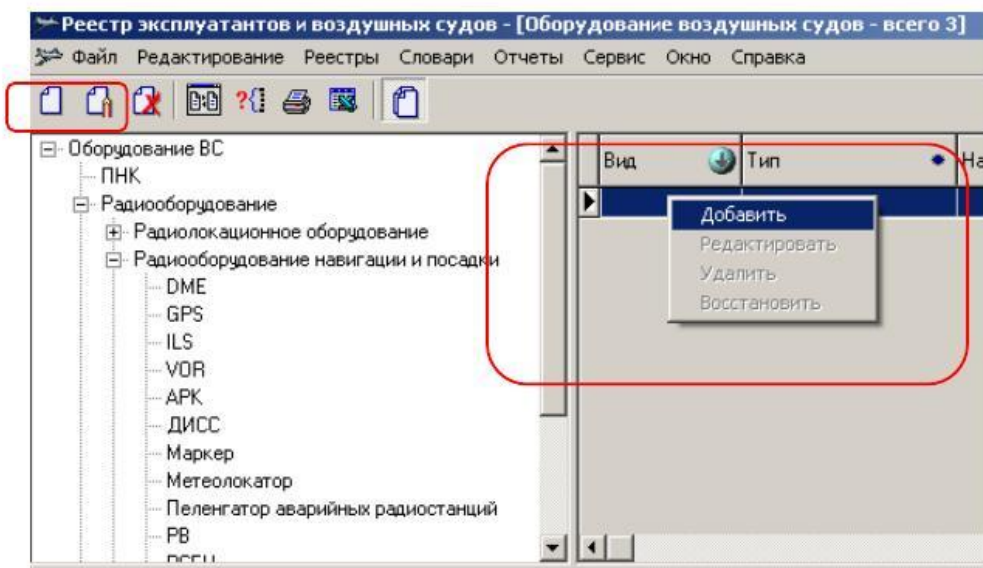 Реестр эксплуатантов и воздушных судов - [Оборудование воздушных судов - всего 3]
Файл Редактирование Реестры Словари Отчеты Сервис Окно Справка
Оборудование ВС
ПНК
Радиооборудование
Радиолокационное оборудование
Радиооборудование навигации и посадки
DME
GPS
ILS
VOR
АРК
ДИСС
Маркер
Метеолокатор
Пеленгатор аварийных радиостанций
РВ
Вид Тип На
Добавить
Редактировать
Удалить
Восстановить